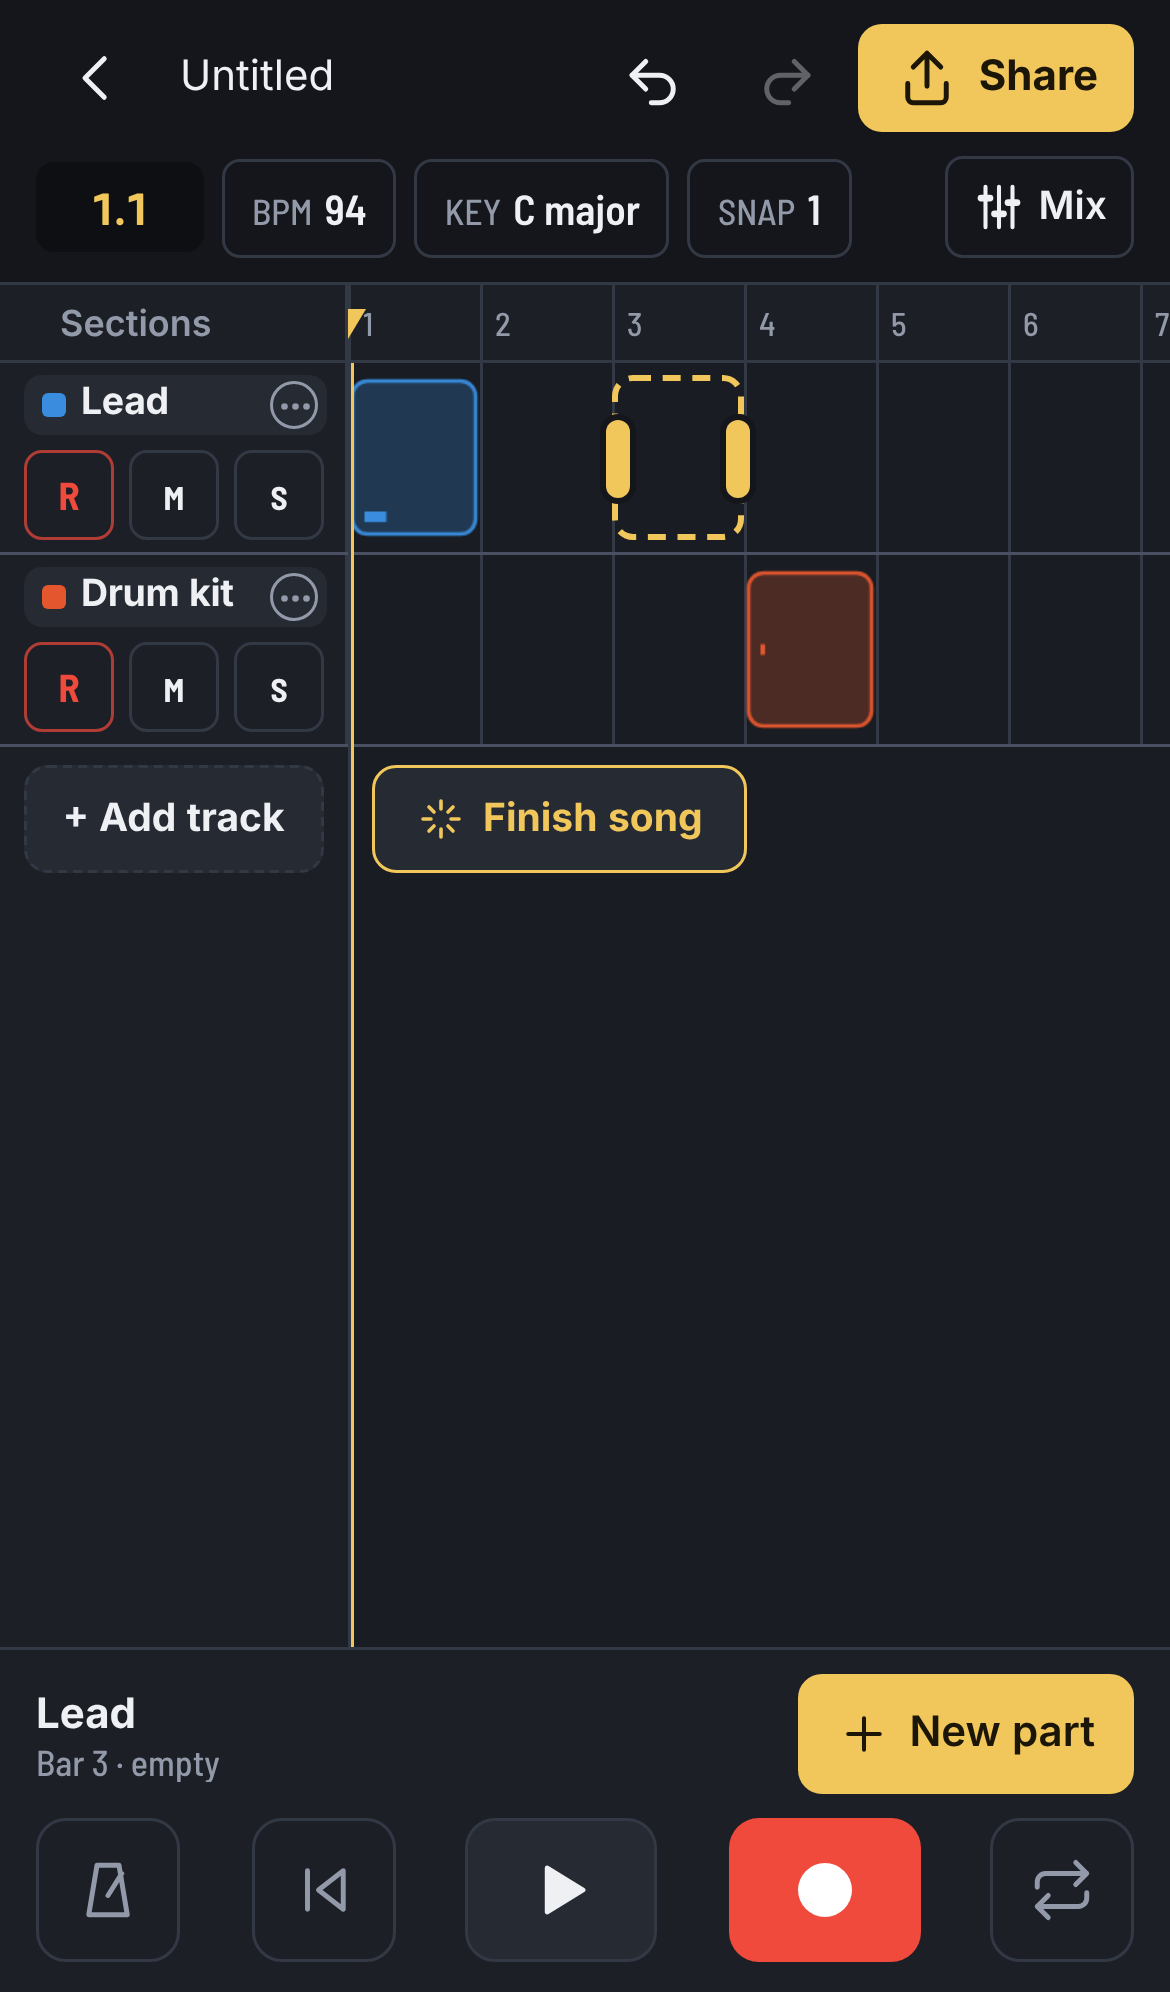 Untitled
Share
1.1
BPM 94
KEY C major
SNAP 1
Mix
Sections
1
2
3
4
5
6
7
Lead
R
M
S
Drum kit
R
M
S
+ Add track
Finish song
Lead
Bar 3 · empty
New part